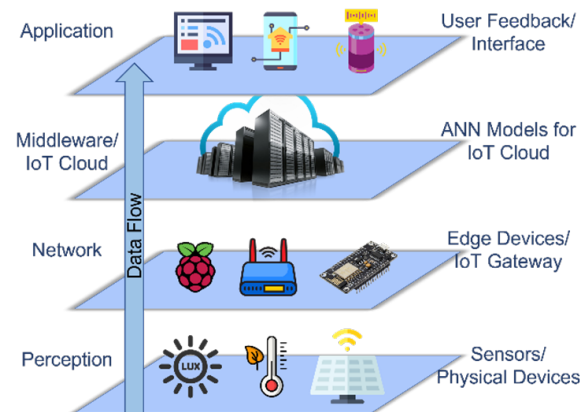 Application
User Feedback/
Interface
Middleware/
IoT Cloud
ANN Models for
IoT Cloud
Data Flow
Network
Edge Devices/
IoT Gateway
Perception
LUX
Sensors/
Physical Devices